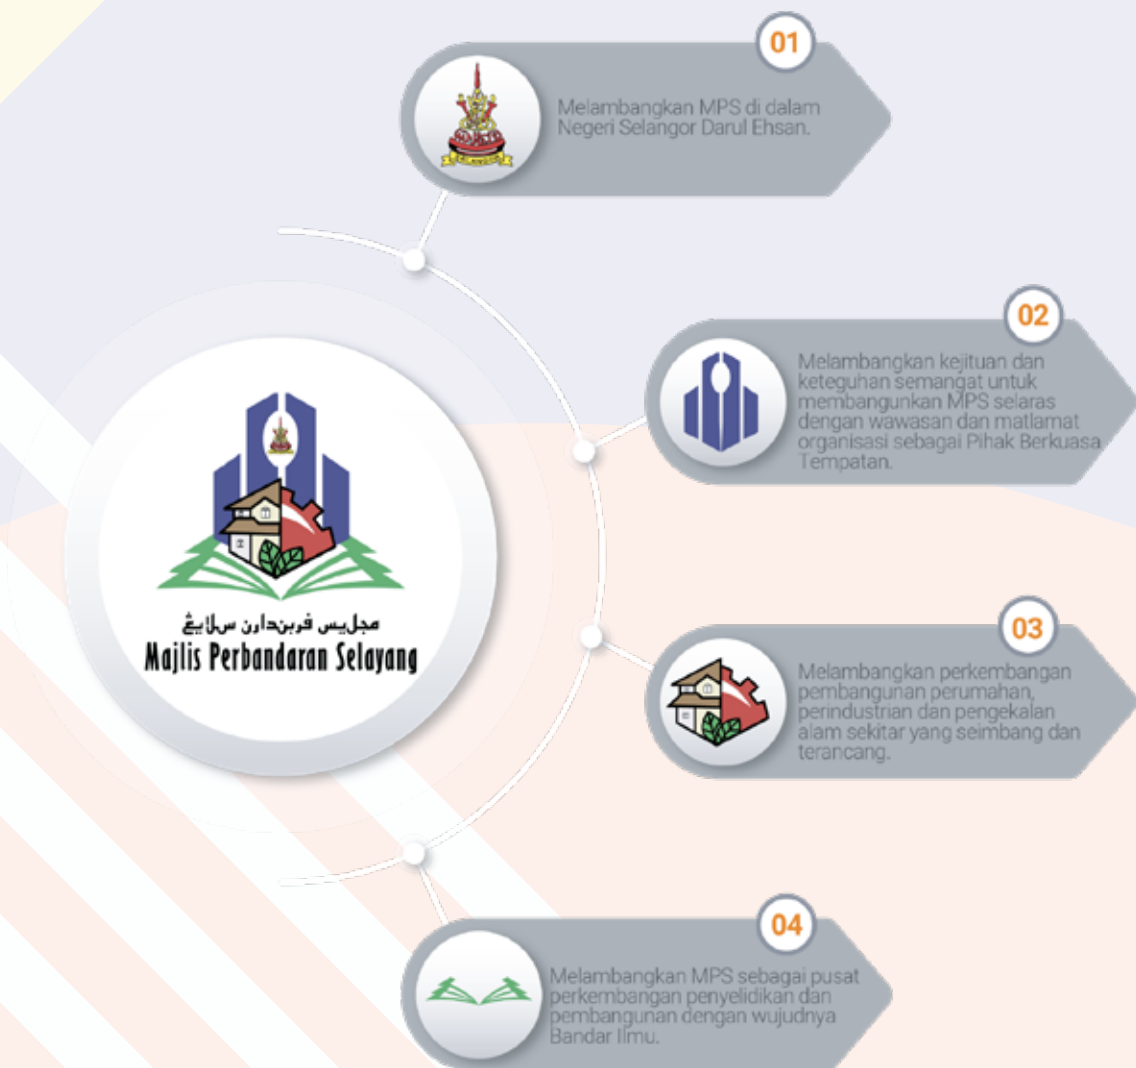 01
Melambangkan MPS di dalam
Negeri Selangor Darul Ehsan.
02
Melambangkan kejituan dan
keteguhan semangat untuk
membangunkan MPS selaras
dengan wawasan dan matlamat
organisasi sebagai Pihak Berkuasa
Tempatan.
مجليس ڤربندارن سلايڠ
Majlis Perbandaran Selayang
03
Melambangkan perkembangan
pembangunan perumahan,
perindustrian dan pengekalan
alam sekitar yang seimbang dan
terancang.
04
Melambangkan MPS sebagai pusat
perkembangan penyelidikan dan
pembangunan dengan wujudnya
Bandar Ilmu.